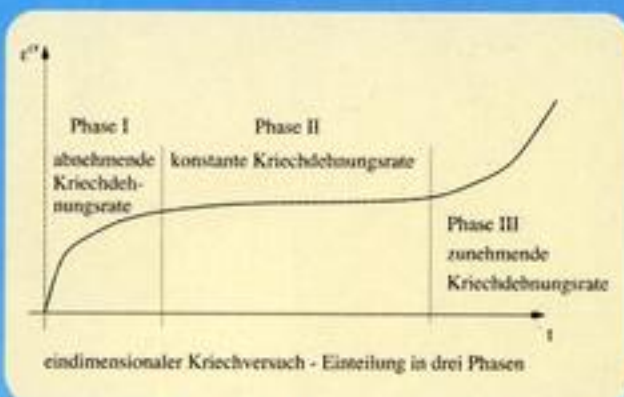 ε^cr
Phase I
abnehmende
Kriechdeh-
nungsrate
Phase II
konstante Kriechdehnungsrate
Phase III
zunehmende
Kriechdehnungsrate
t
eindimensionaler Kriechversuch - Einteilung in drei Phasen